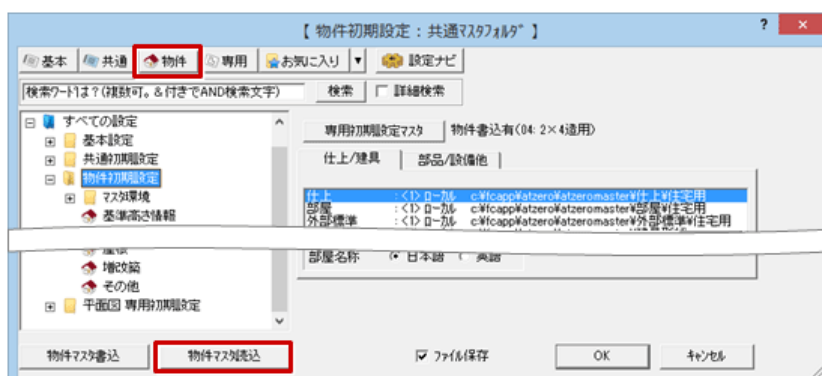 【 物件初期設定：共通ﾏｽﾀﾌｫﾙﾀﾞ 】
? ×
基本 共通 物件 専用 お気に入り ▼ 設定ナビ
検索ﾜｰﾄﾞは？(複数可。＆付きでAND検索文字) 検索 詳細検索
すべての設定
基本設定
共通初期設定
物件初期設定
ﾏｽﾀ環境
基準高さ情報
専用初期設定ﾏｽﾀ 物件書込有(04: 2×4造用)
仕上/建具 部品/設備他
仕上 : <1> ﾛｰｶﾙ c:¥fcapp¥atzero¥atzeromaster¥仕上¥住宅用
部屋 : <1> ﾛｰｶﾙ c:¥fcapp¥atzero¥atzeromaster¥部屋¥住宅用
外部標準 : <1> ﾛｰｶﾙ c:¥fcapp¥atzero¥atzeromaster¥外部標準¥住宅用
増改築
その他
平面図 専用初期設定
部屋名称 日本語 英語
物件ﾏｽﾀ書込 物件ﾏｽﾀ読込 ﾌｧｲﾙ保存 OK ｷｬﾝｾﾙ